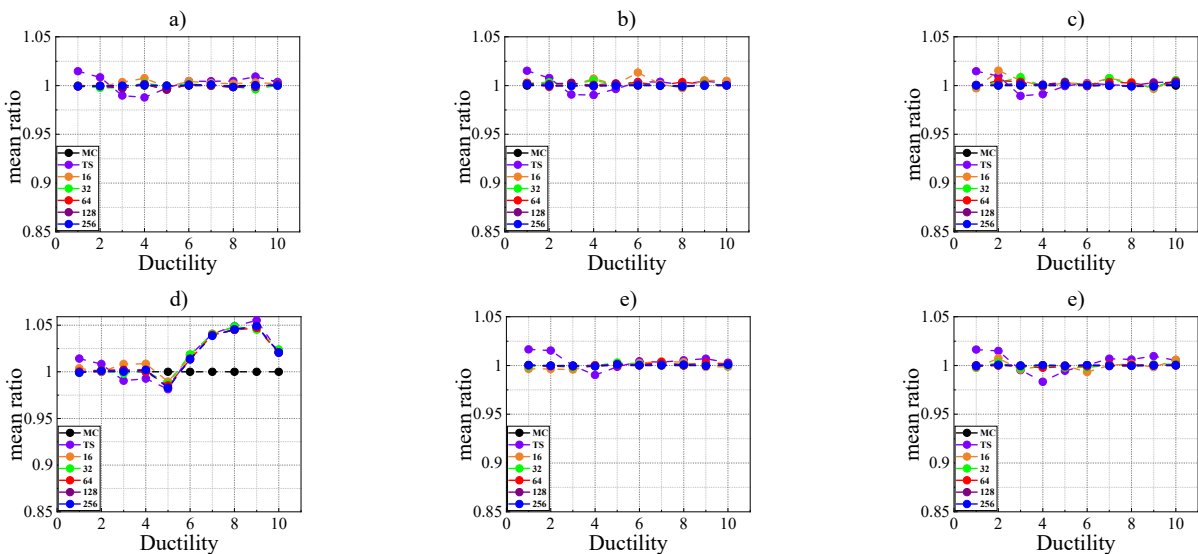 a)
1.05
1
0.95
0.9
0.85
mean ratio
MC
TS
16
32
64
128
256
0 2 4 6 8 10
Ductility
b)
1.05
1
0.95
0.9
0.85
mean ratio
MC
TS
16
32
64
128
256
0 2 4 6 8 10
Ductility
c)
1.05
1
0.95
0.9
0.85
mean ratio
MC
TS
16
32
64
128
256
0 2 4 6 8 10
Ductility
d)
1.05
1
0.95
0.9
0.85
mean ratio
MC
TS
16
32
64
128
256
0 2 4 6 8 10
Ductility
e)
1.05
1
0.95
0.9
0.85
mean ratio
MC
TS
16
32
64
128
256
0 2 4 6 8 10
Ductility
e)
1.05
1
0.95
0.9
0.85
mean ratio
MC
TS
16
32
64
128
256
0 2 4 6 8 10
Ductility